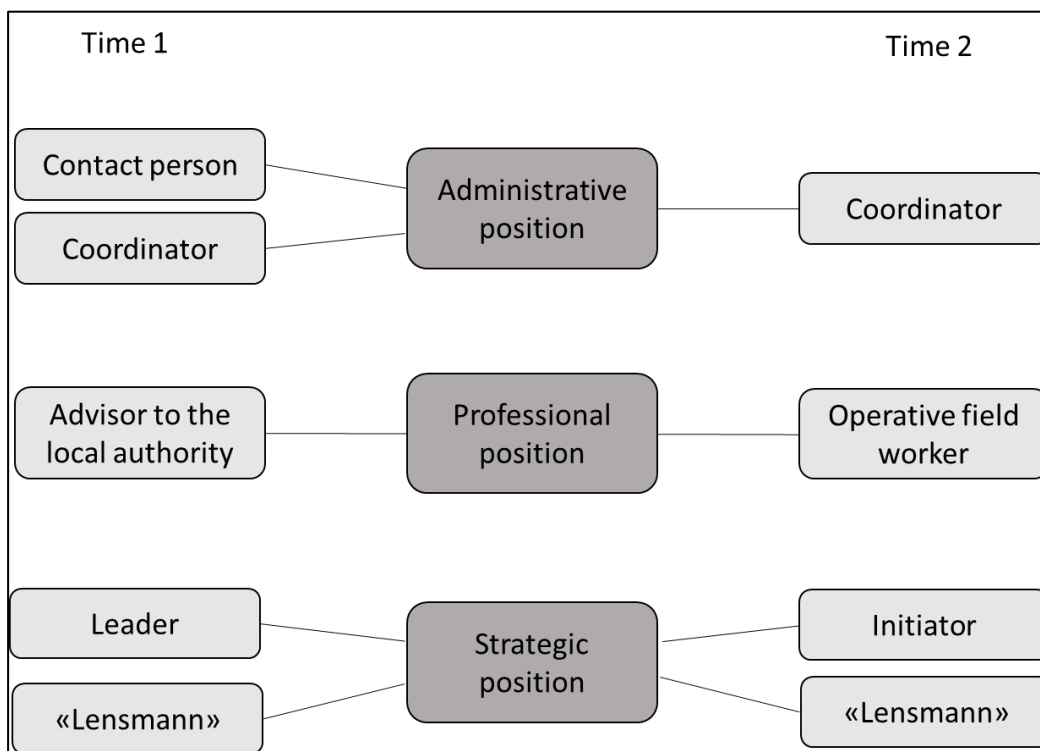 Time 1
Time 2
Contact person
Coordinator
Administrative
position
Coordinator
Advisor to the
local authority
Professional
position
Operative field
worker
Leader
«Lensmann»
Strategic
position
Initiator
«Lensmann»